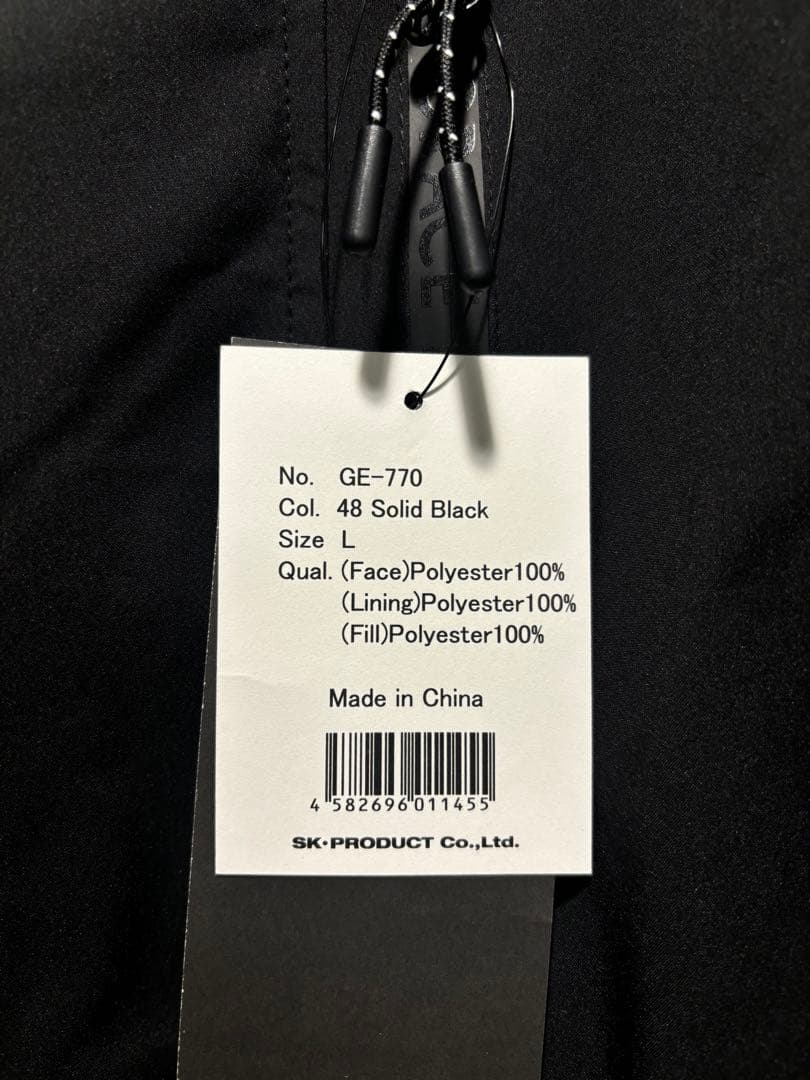 No. GE-770
Col. 48 Solid Black
Size L
Qual. (Face)Polyester100%
(Lining)Polyester100%
(Fill)Polyester100%
Made in China
4 582696 011455
SK•PRODUCT Co.,Ltd.